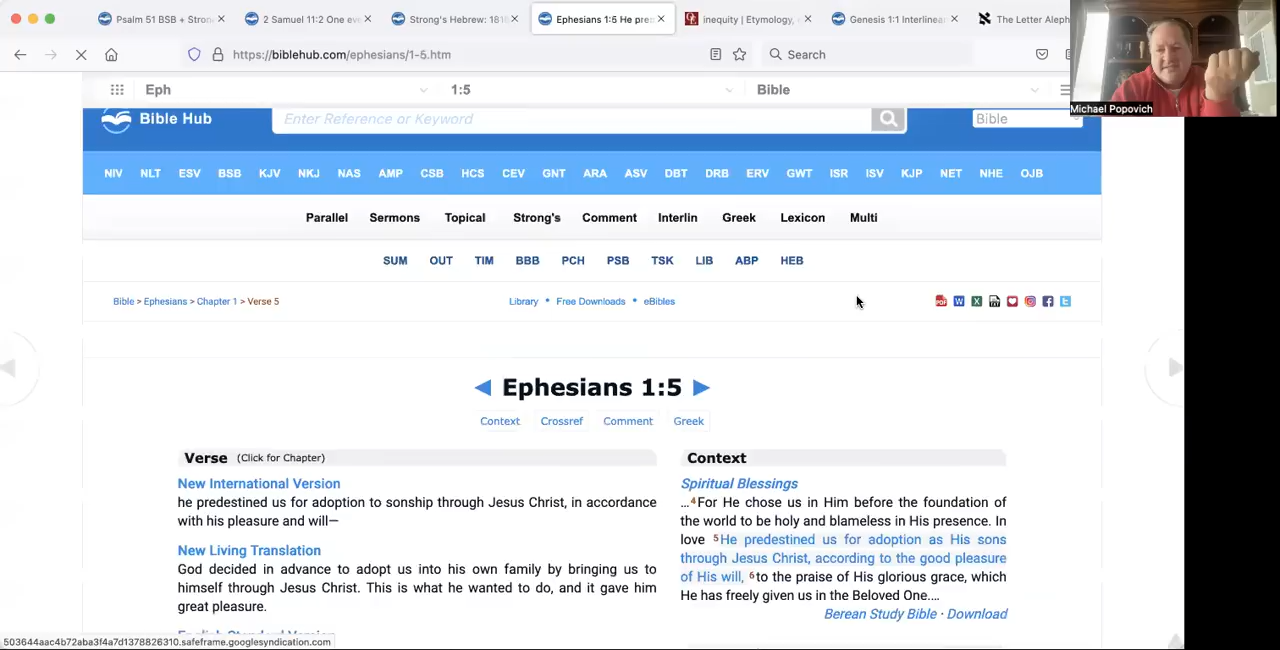 Psalm 51 BSB + Stron
2 Samuel 11:2 One eve
Strong's Hebrew: 181
Ephesians 1:5 He pre
inequity | Etymology,
Genesis 1:1 Interlinea
The Letter Aleph
https://biblehub.com/ephesians/1-5.htm
Search
Michael Popovich
Eph
1:5
Bible
Bible Hub
Enter Reference or Keyword
Bible
NIV NLT ESV BSB KJV NKJ NAS AMP CSB HCS CEV GNT ARA ASV DBT DRB ERV GWT ISR ISV KJP NET NHE OJB
Parallel Sermons Topical Strong's Comment Interlin Greek Lexicon Multi
SUM OUT TIM BBB PCH PSB TSK LIB ABP HEB
Bible > Ephesians > Chapter 1 > Verse 5
Library • Free Downloads • eBibles
◄ Ephesians 1:5 ►
Context Crossref Comment Greek
Verse (Click for Chapter)
New International Version
he predestined us for adoption to sonship through Jesus Christ, in accordance
with his pleasure and will—
New Living Translation
God decided in advance to adopt us into his own family by bringing us to
himself through Jesus Christ. This is what he wanted to do, and it gave him
great pleasure.
English Standard Version
Context
Spiritual Blessings
…4For He chose us in Him before the foundation of
the world to be holy and blameless in His presence. In
love 5He predestined us for adoption as His sons
through Jesus Christ, according to the good pleasure
of His will, 6to the praise of His glorious grace, which
He has freely given us in the Beloved One.…
Berean Study Bible · Download
503644aac4b72aba3f4a7d1378826310.safeframe.googlesyndication.com